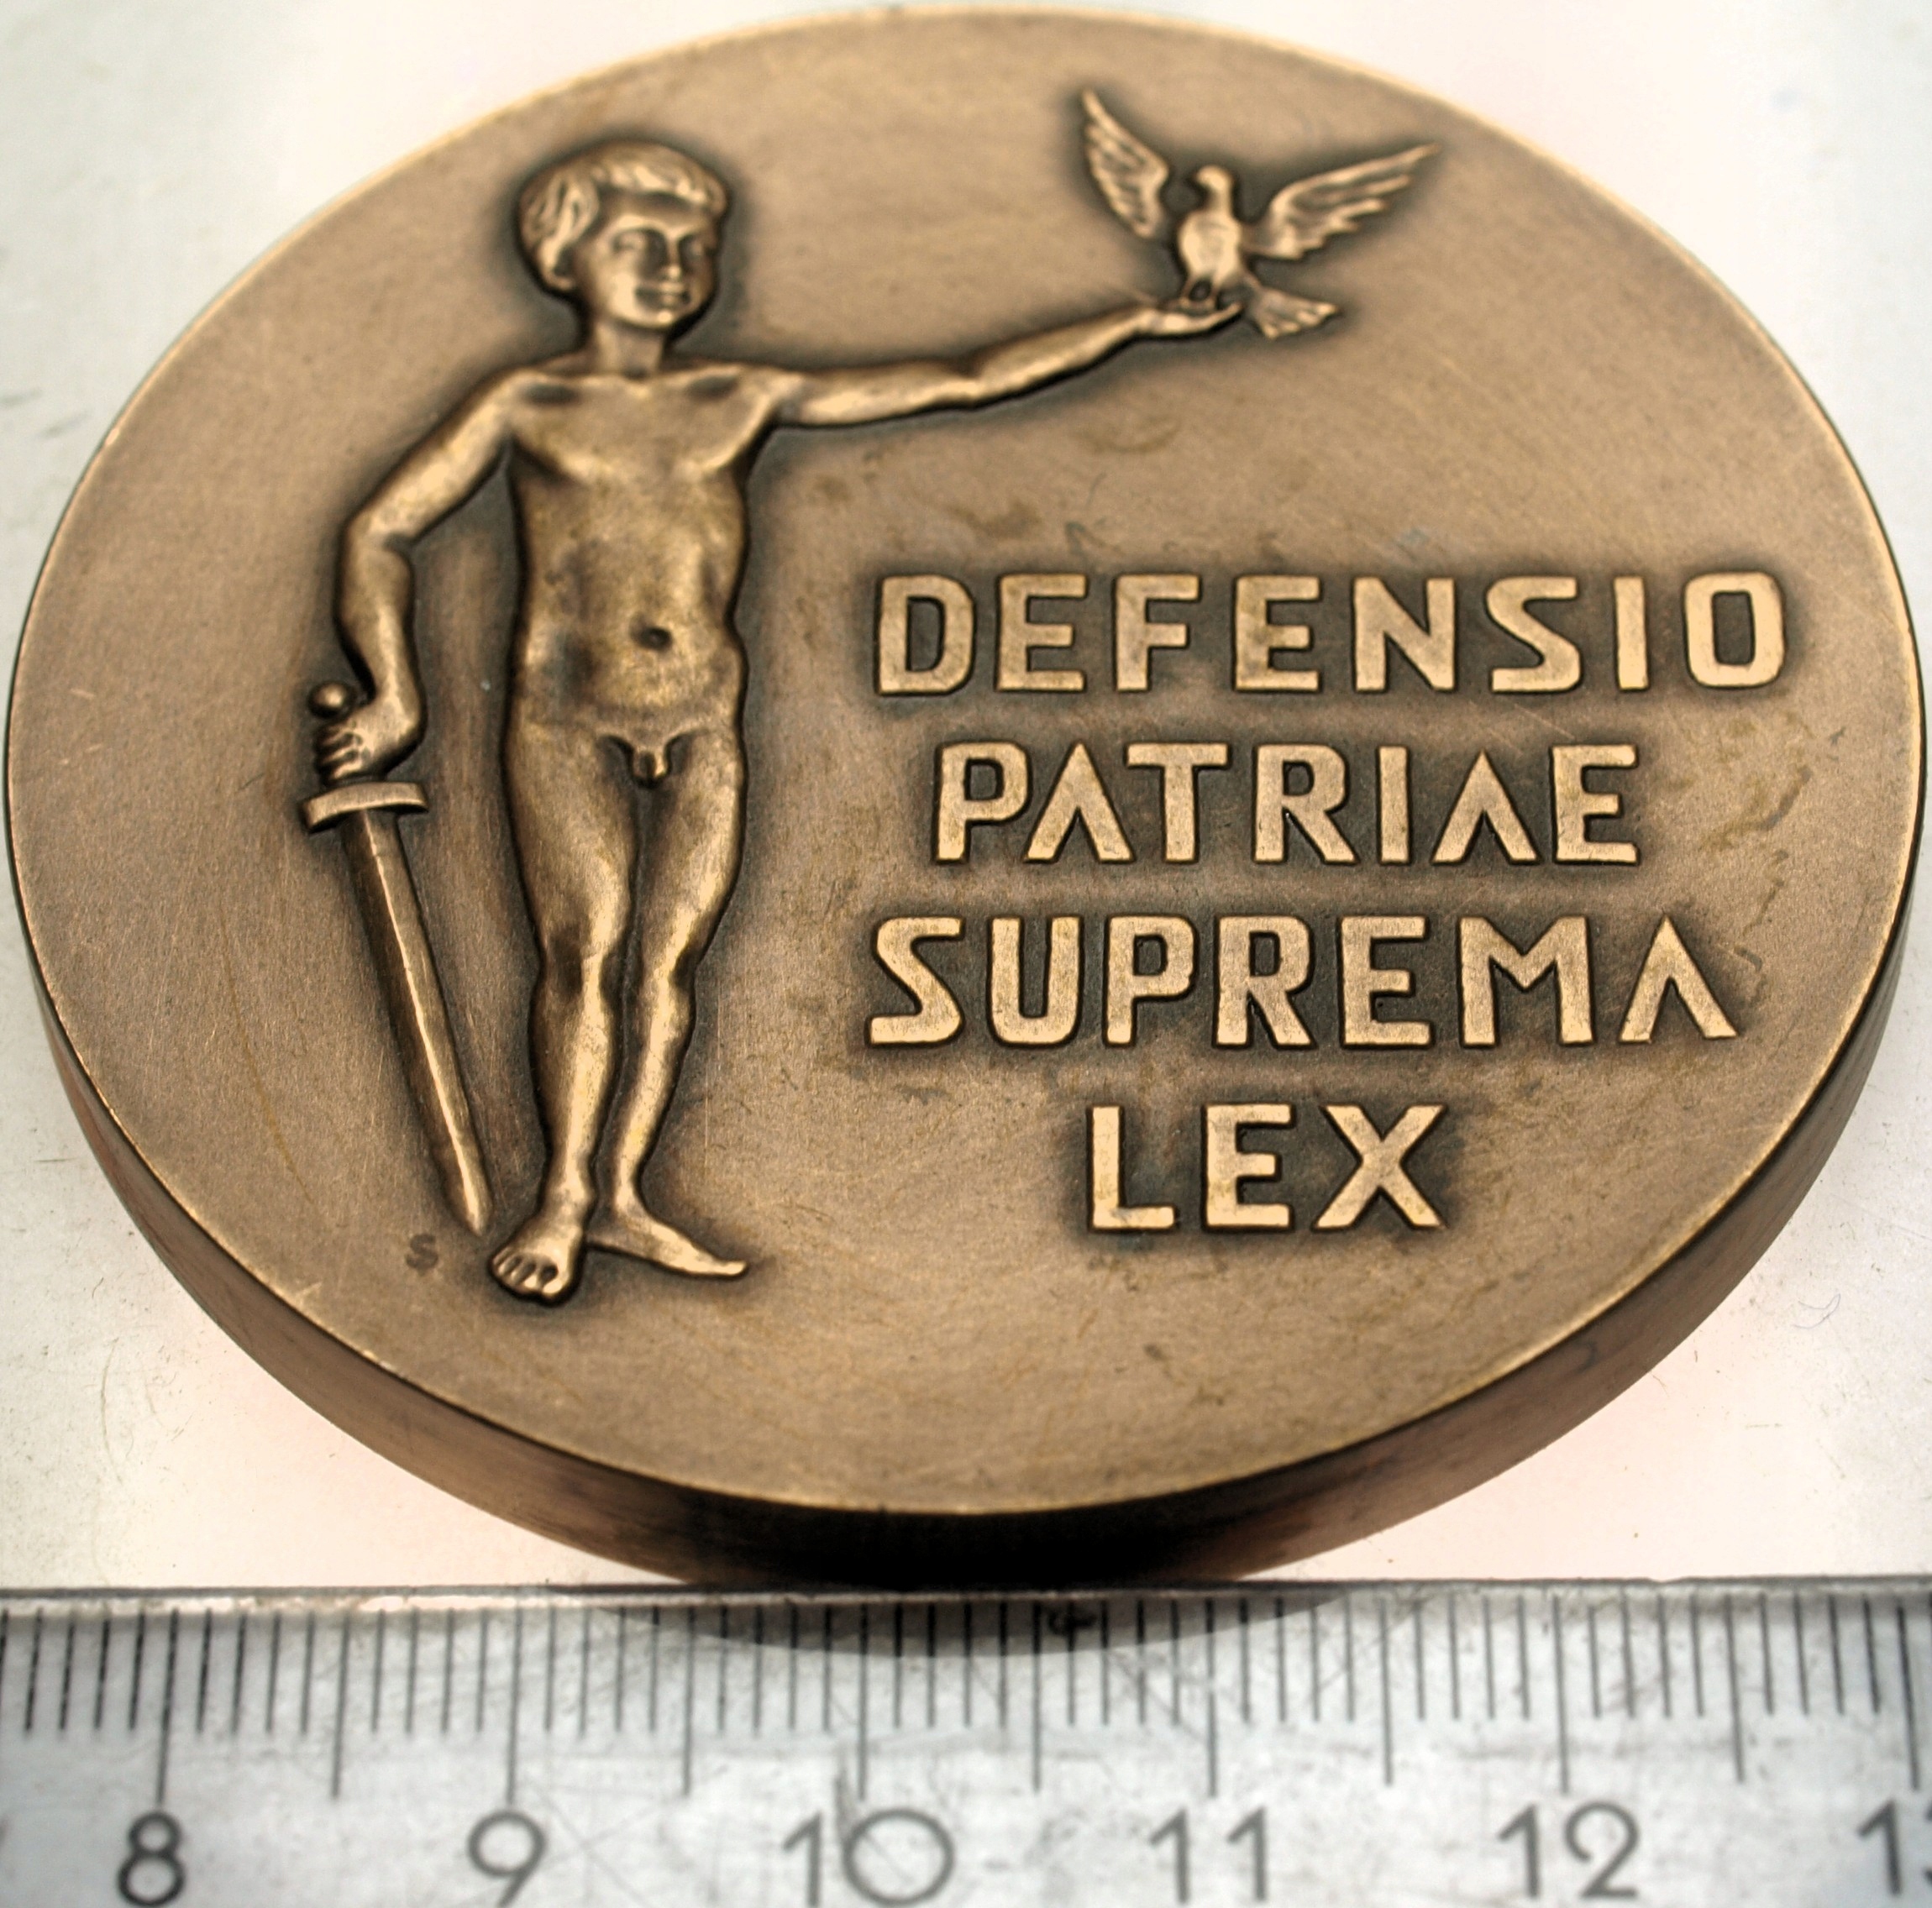 DEFENSIO
PATRIAE
SUPREMA
LEX
S
8 9 10 11 12